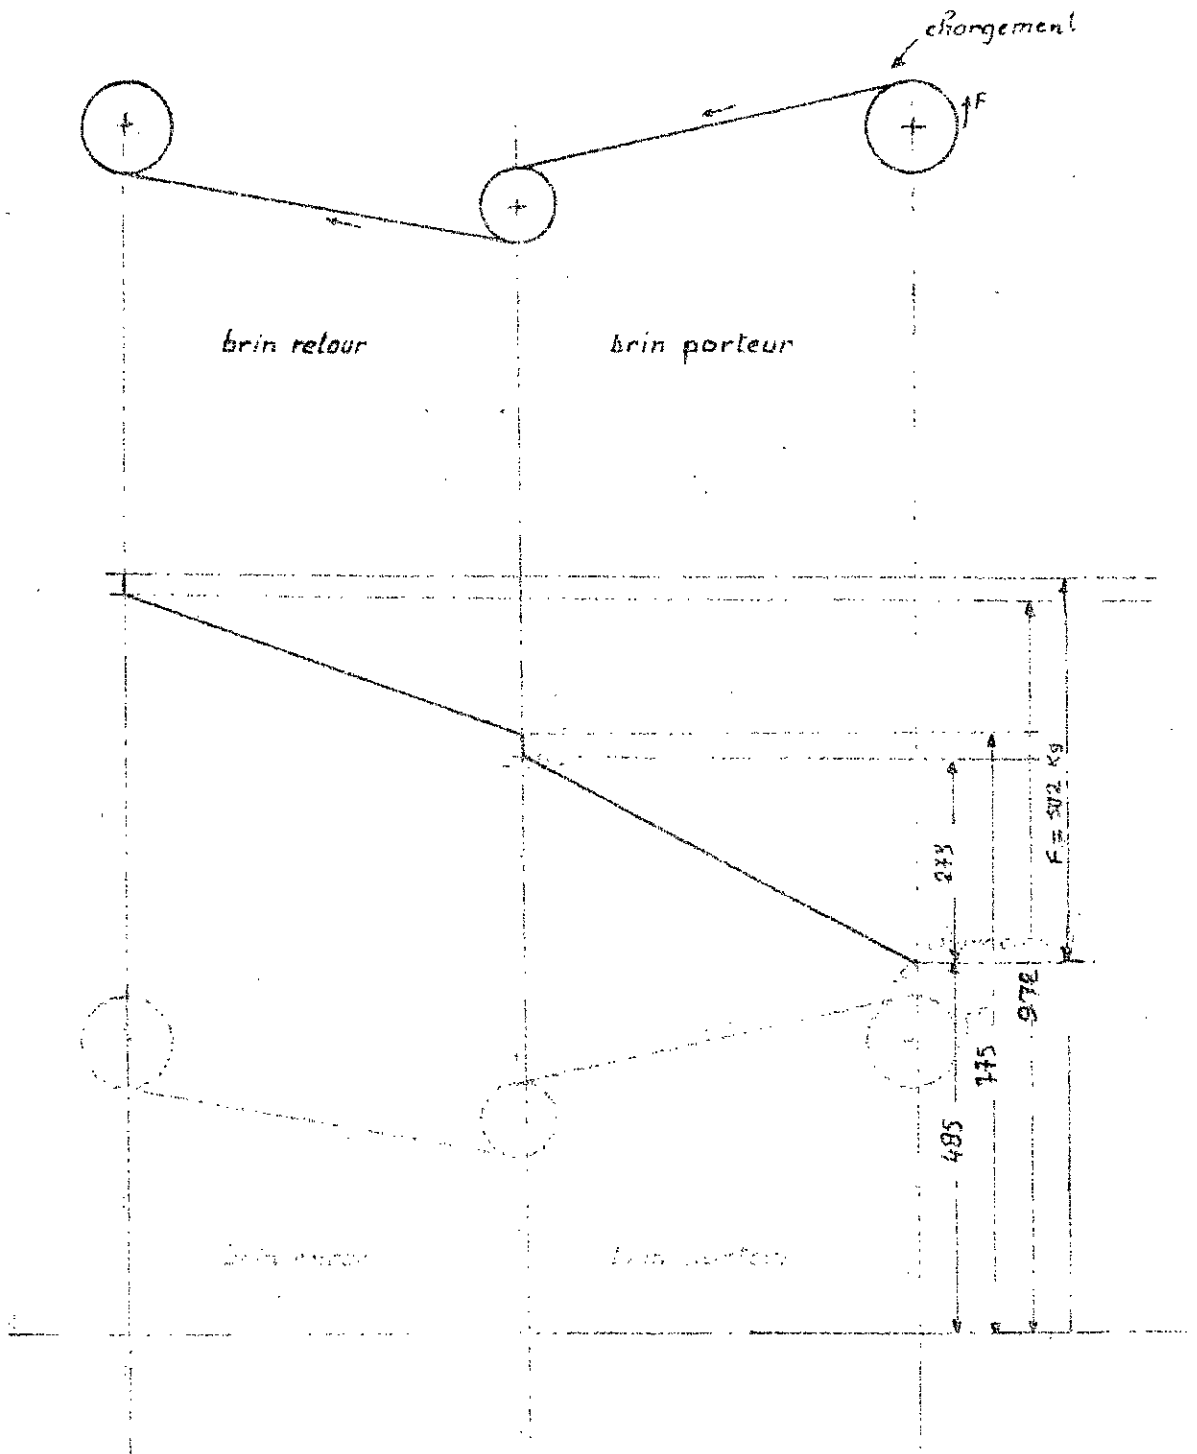 chargement
F
brin retour
brin porteur
F = 502 Kg
273
972
775
485